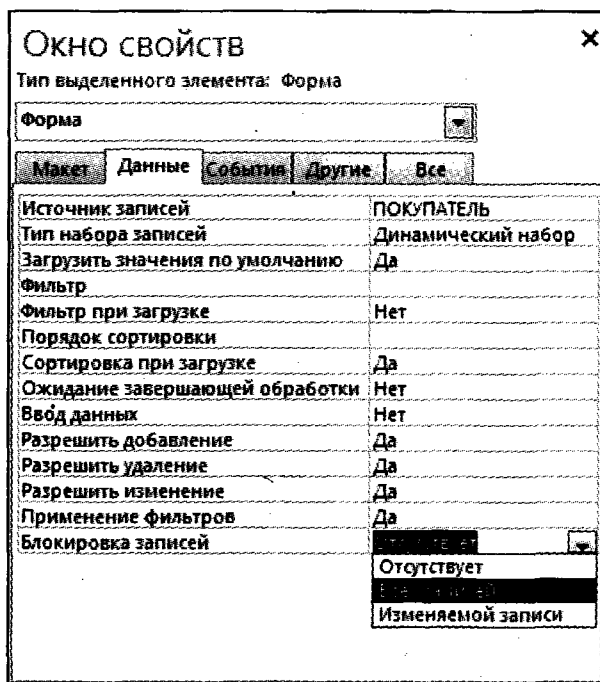 Окно свойств ×
Тип выделенного элемента: Форма
Форма
Макет Данные События Другие Все
Источник записей ПОКУПАТЕЛЬ
Тип набора записей Динамический набор
Загрузить значения по умолчанию Да
Фильтр
Фильтр при загрузке Нет
Порядок сортировки
Сортировка при загрузке Да
Ожидание завершающей обработки Нет
Ввод данных Нет
Разрешить добавление Да
Разрешить удаление Да
Разрешить изменение Да
Применение фильтров Да
Блокировка записей
Отсутствует
Изменяемой записи